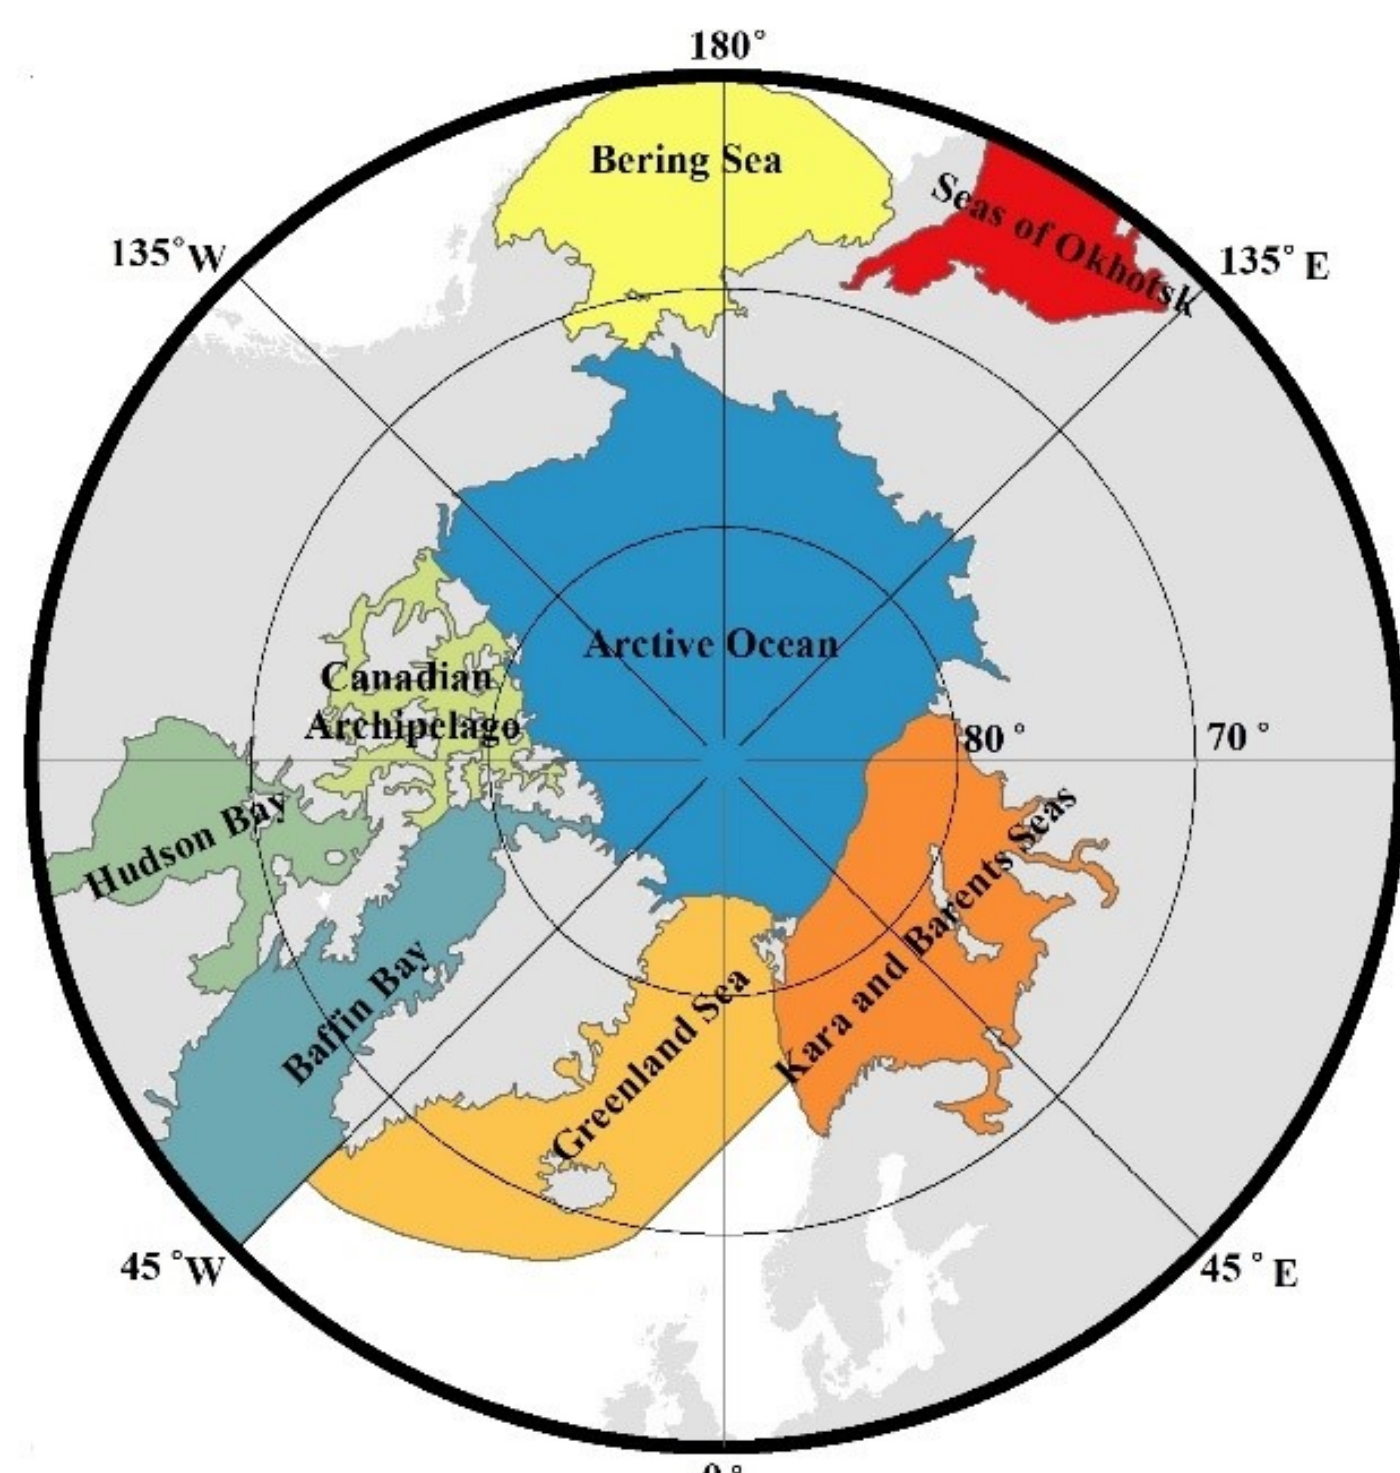 180°
Bering Sea
Seas of Okhotsk
135°W
135°E
Arctive Ocean
Canadian
Archipelago
80°
70°
Hudson Bay
Baffin Bay
Greenland Sea
Kara and Barents Seas
45°W
45°E
0°